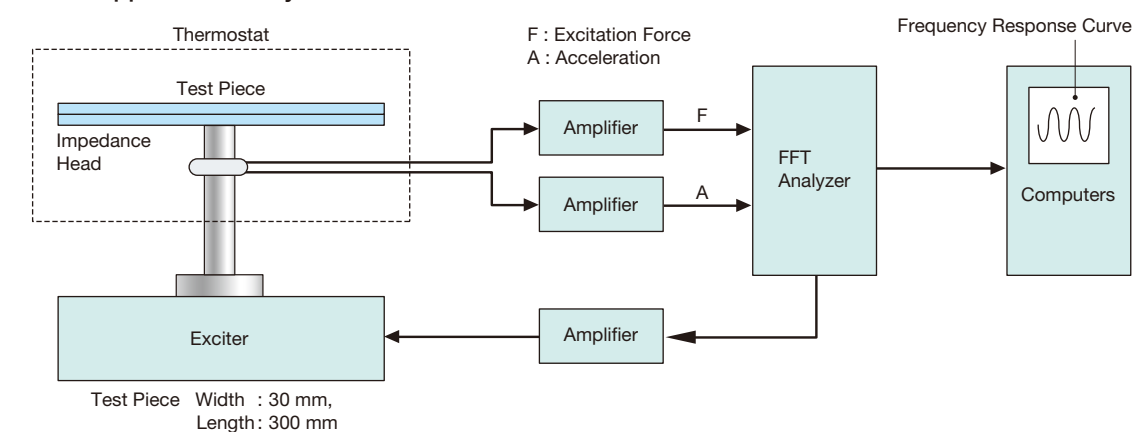 Frequency Response Curve
Thermostat
F : Excitation Force
A : Acceleration
Test Piece
Impedance
Head
Amplifier
F
FFT
Analyzer
Amplifier
A
Computers
Exciter
Amplifier
Test Piece Width : 30 mm,
Length : 300 mm